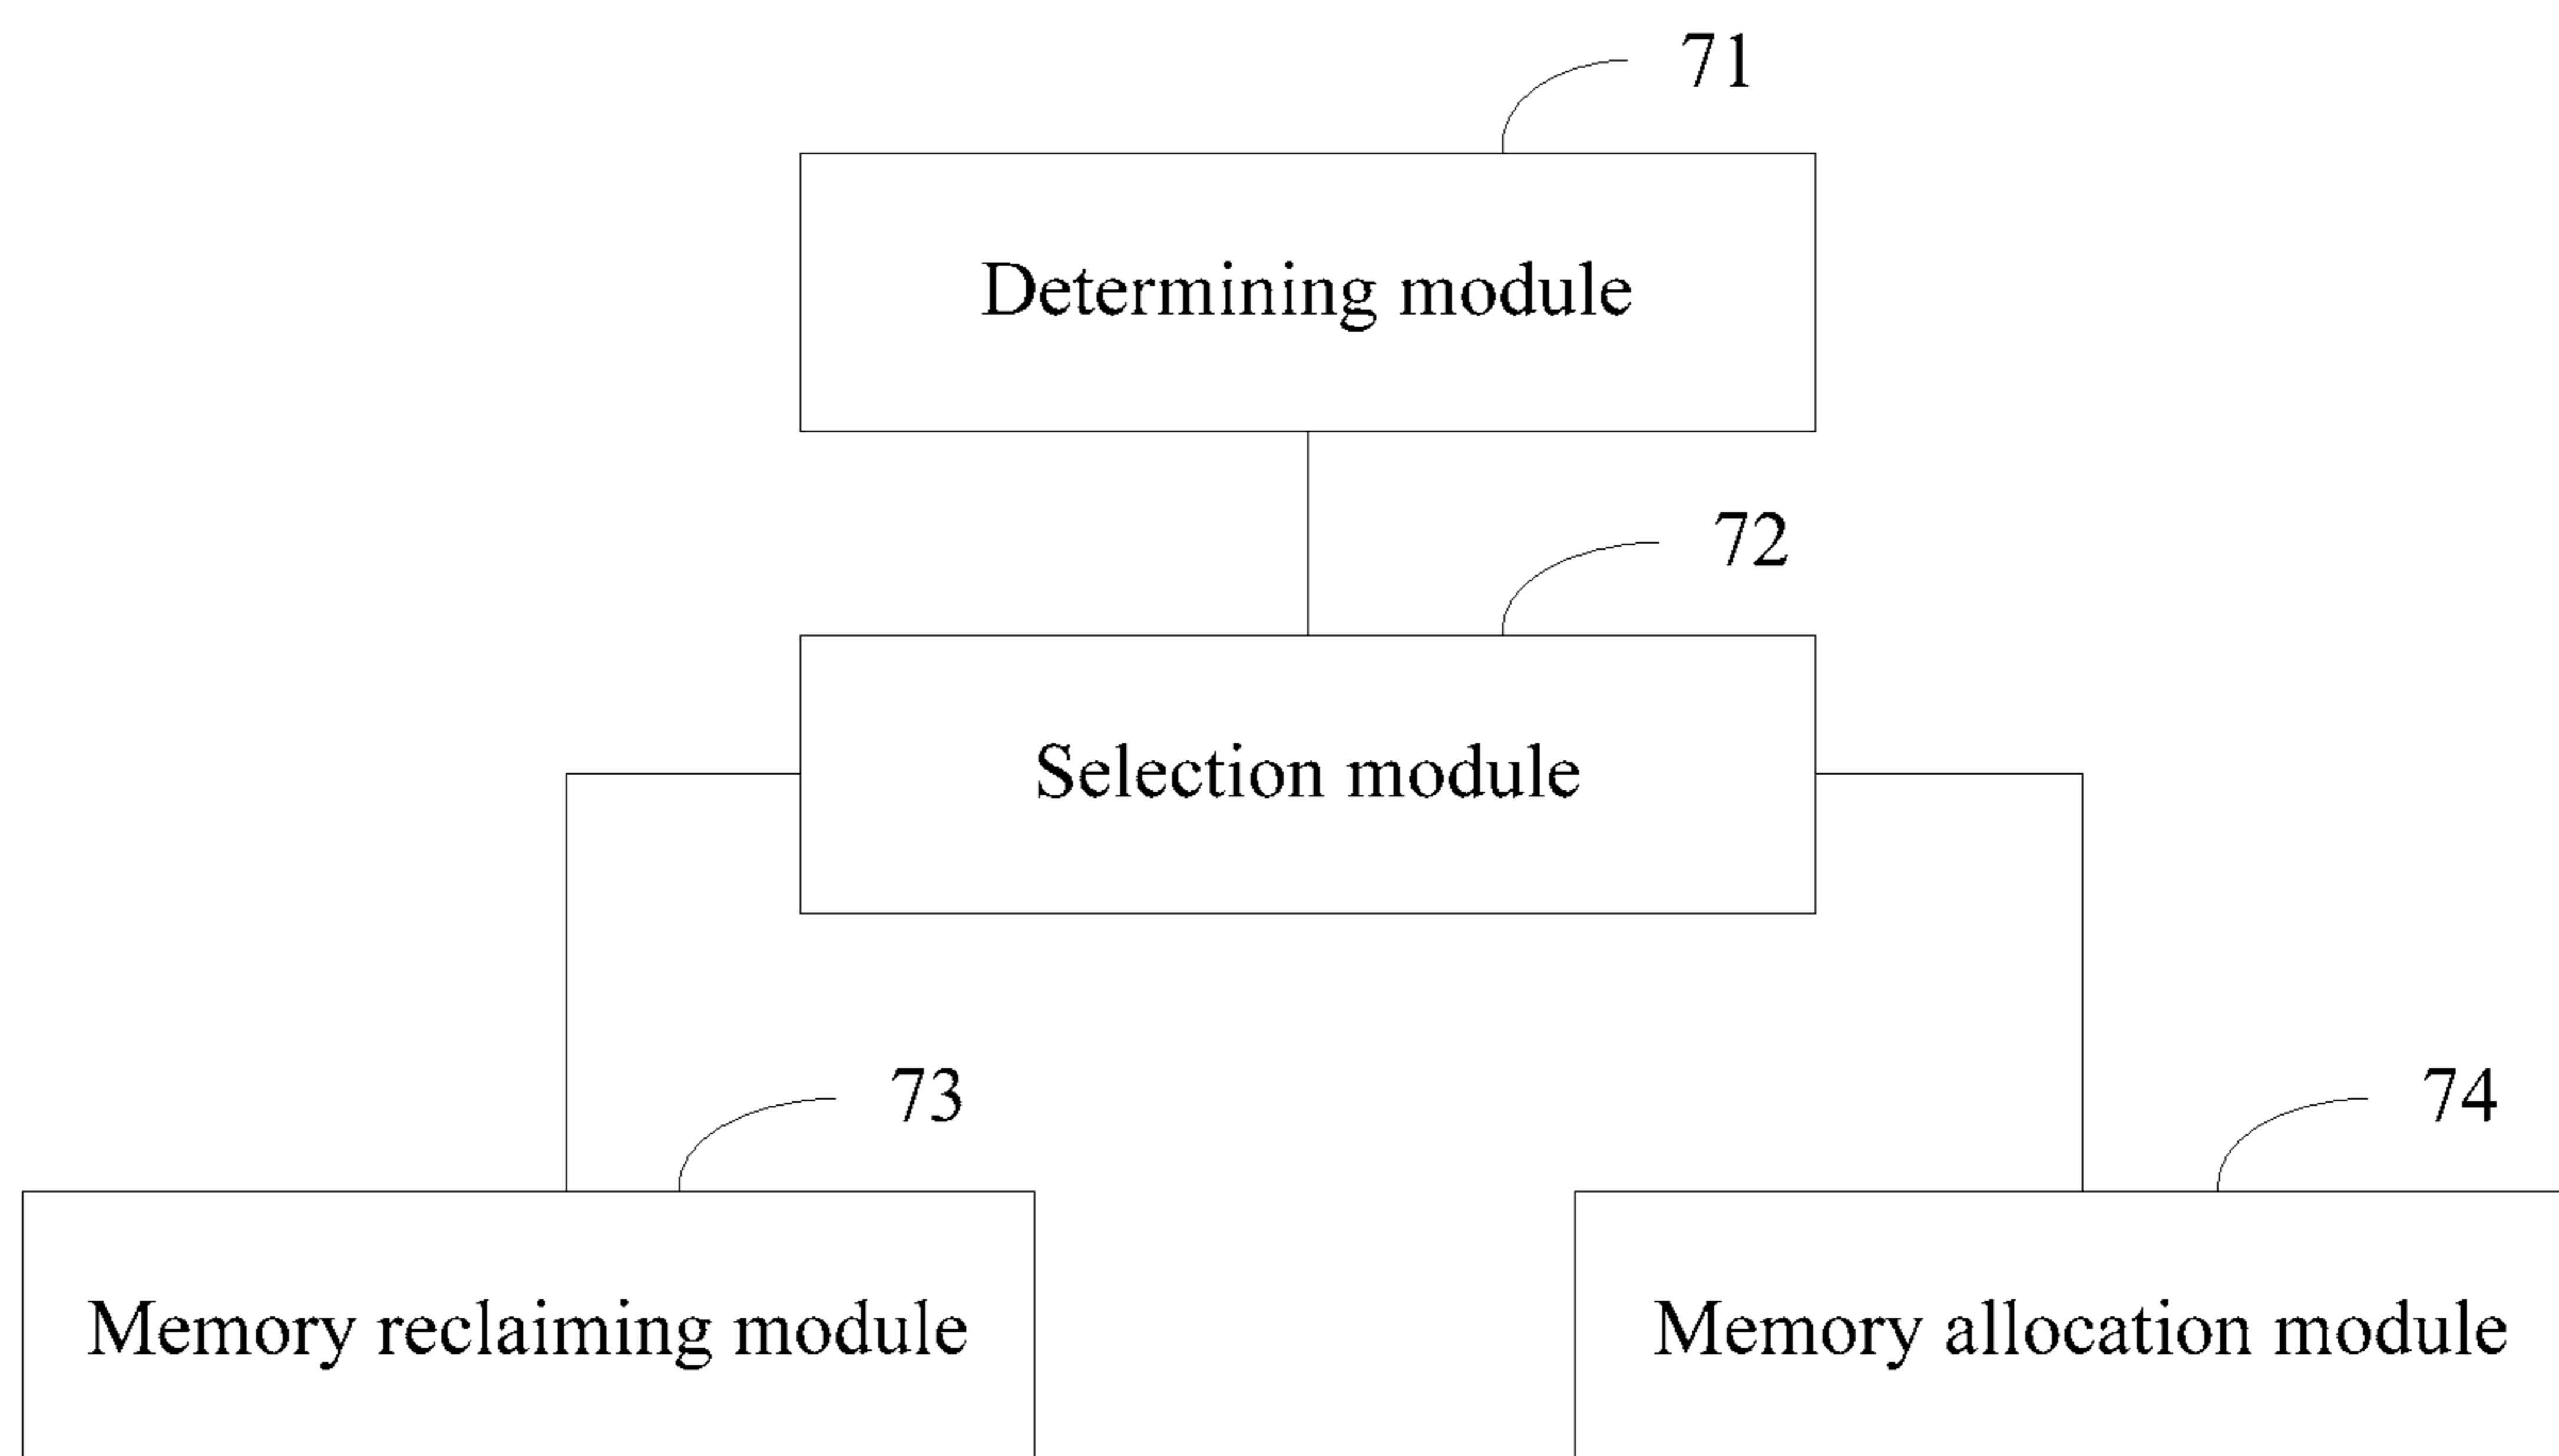 71
Determining module
72
Selection module
73
74
Memory reclaiming module
Memory allocation module